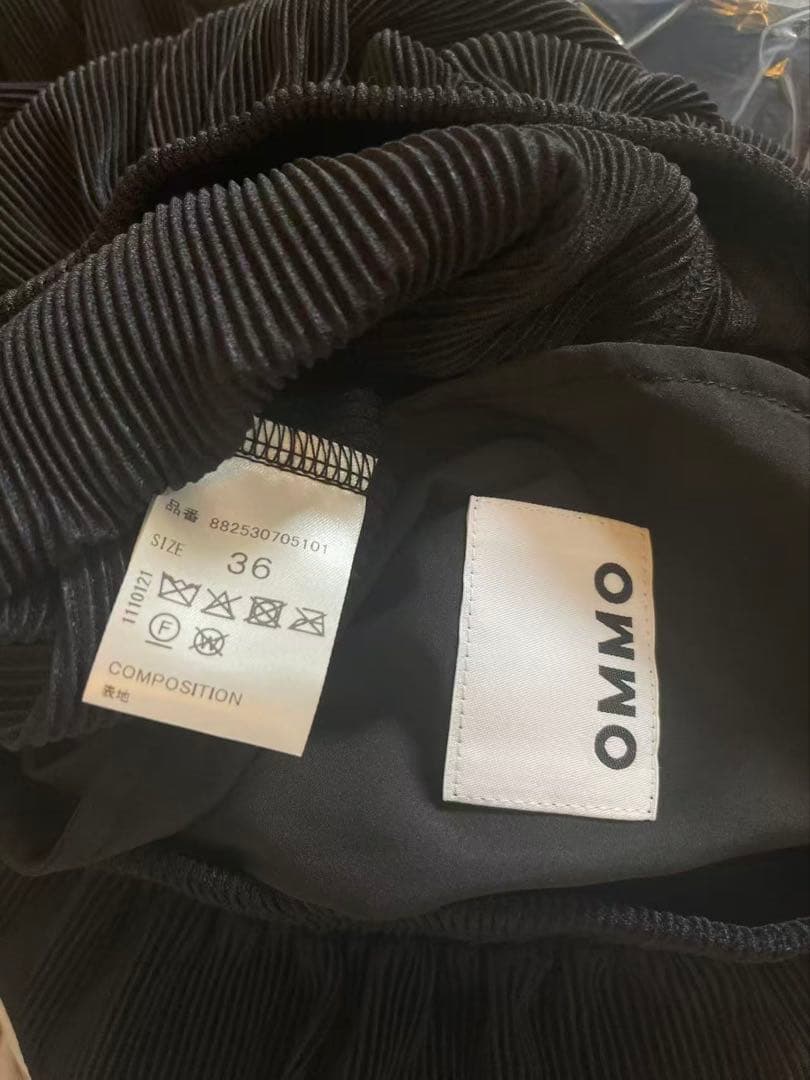 品番 882530705101
SIZE 36
1110121
F
W
COMPOSITION
表地
OMMO